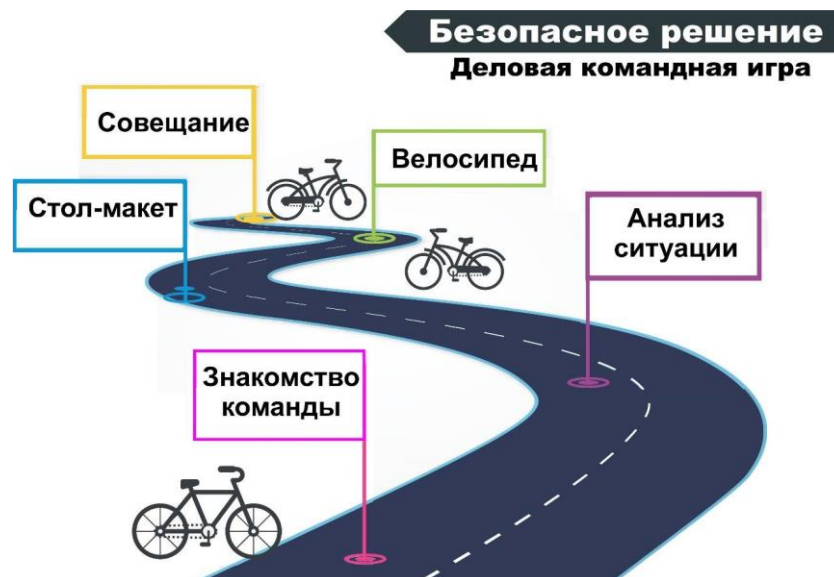 Безопасное решение
Деловая командная игра
Совещание
Велосипед
Стол-макет
Анализ
ситуации
Знакомство
команды